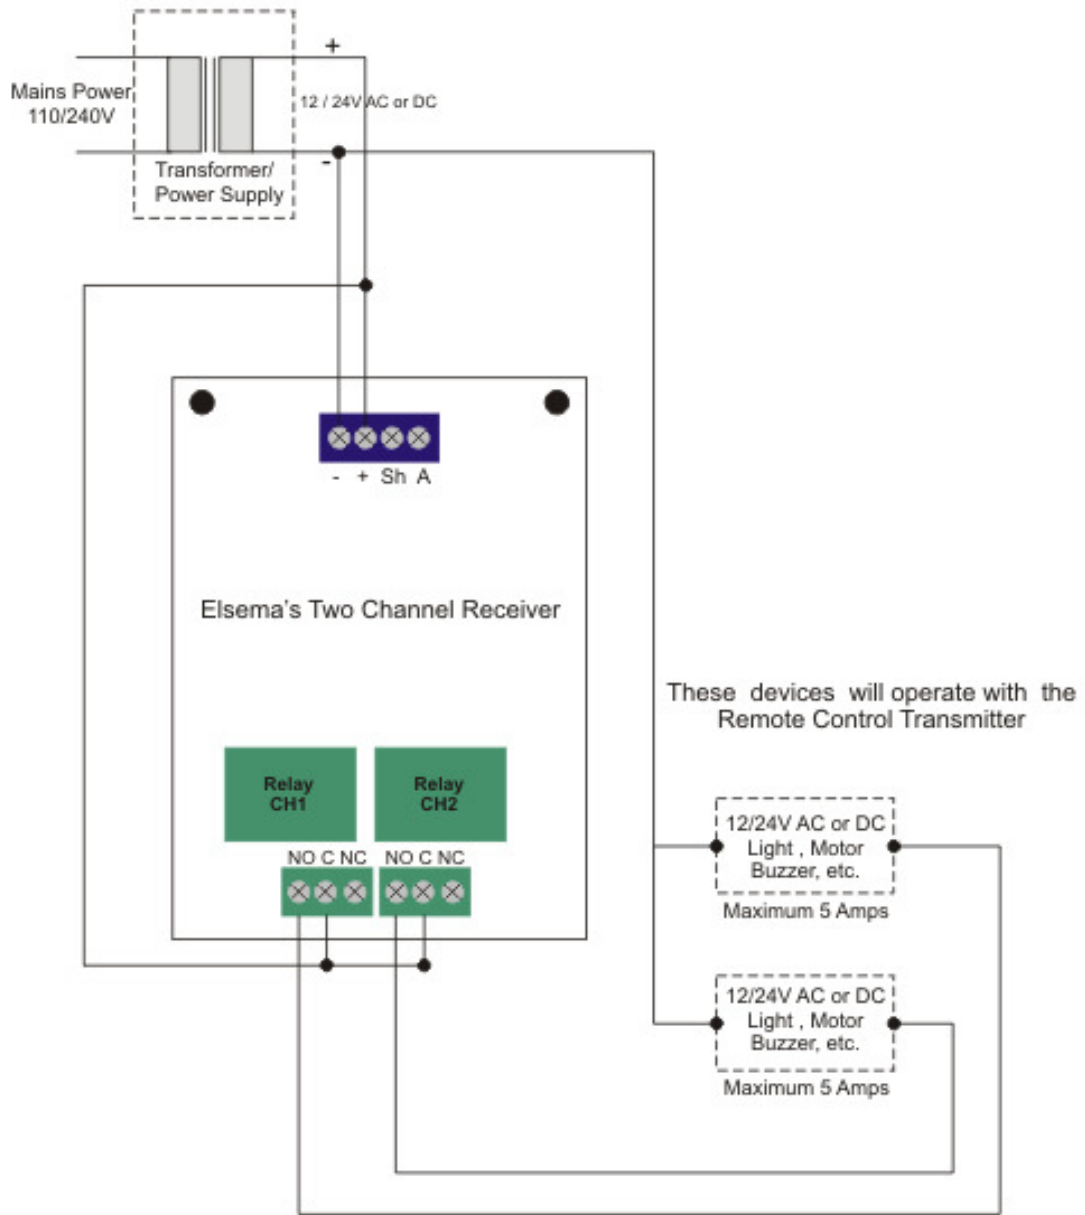 +
Mains Power
110/240V
12 / 24V AC or DC
-
Transformer/
Power Supply
- + Sh A
Elsema's Two Channel Receiver
These devices will operate with the
Remote Control Transmitter
Relay
CH1
Relay
CH2
NO C NC
NO C NC
12/24V AC or DC
Light , Motor
Buzzer, etc.
Maximum 5 Amps
12/24V AC or DC
Light , Motor
Buzzer, etc.
Maximum 5 Amps